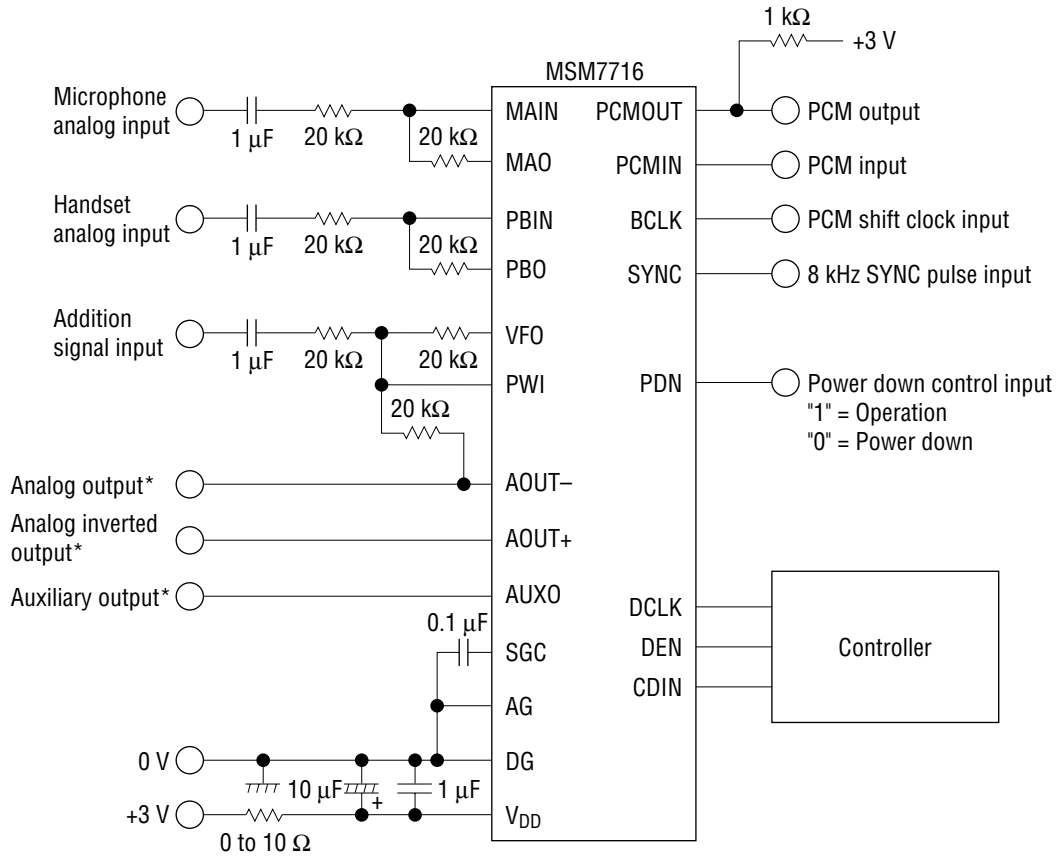 1 kΩ
+3 V
MSM7716
Microphone
analog input
1 μF
20 kΩ
20 kΩ
MAIN
MAO
PCMOUT
PCM output
PCMIN
PCM input
Handset
analog input
1 μF
20 kΩ
20 kΩ
PBIN
PBO
BCLK
PCM shift clock input
SYNC
8 kHz SYNC pulse input
Addition
signal input
1 μF
20 kΩ
20 kΩ
VFO
PWI
20 kΩ
PDN
Power down control input
"1" = Operation
"0" = Power down
Analog output*
AOUT–
Analog inverted
output*
AOUT+
Auxiliary output*
AUXO
0.1 μF
SGC
AG
DCLK
DEN
CDIN
Controller
0 V
10 μF
+
1 μF
DG
+3 V
0 to 10 Ω
VDD